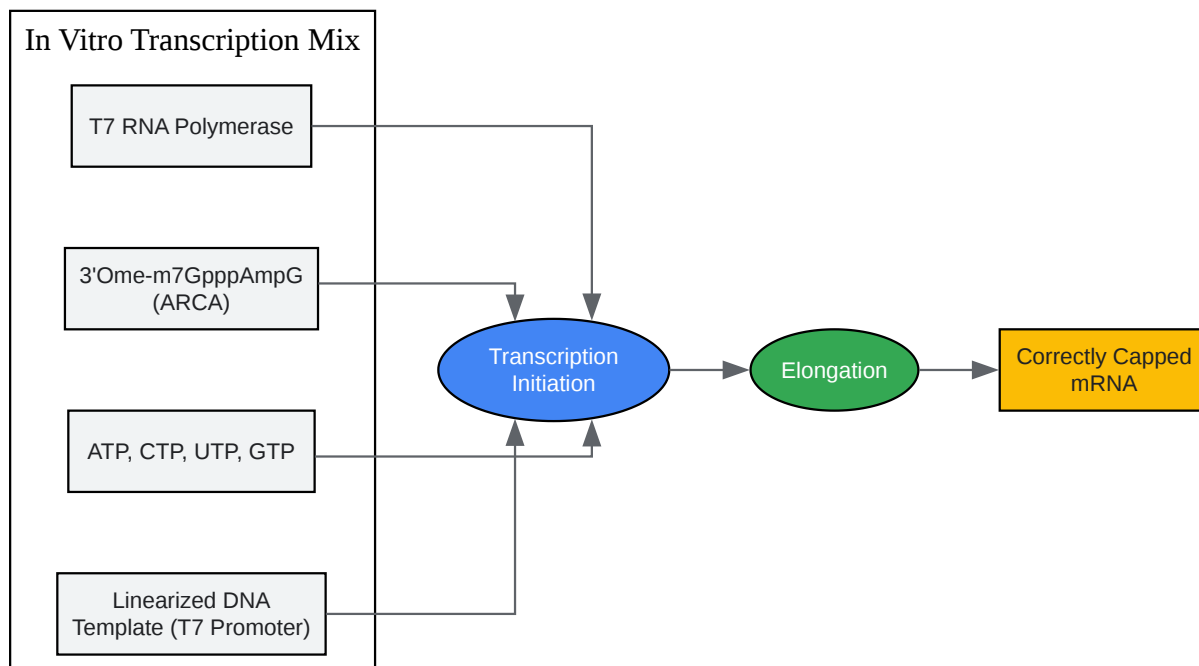 In Vitro Transcription Mix
T7 RNA Polymerase
3'Ome-m7GpppAmpG
(ARCA)
ATP, CTP, UTP, GTP
Linearized DNA
Template (T7 Promoter)
Transcription
Initiation
Elongation
Correctly Capped
mRNA